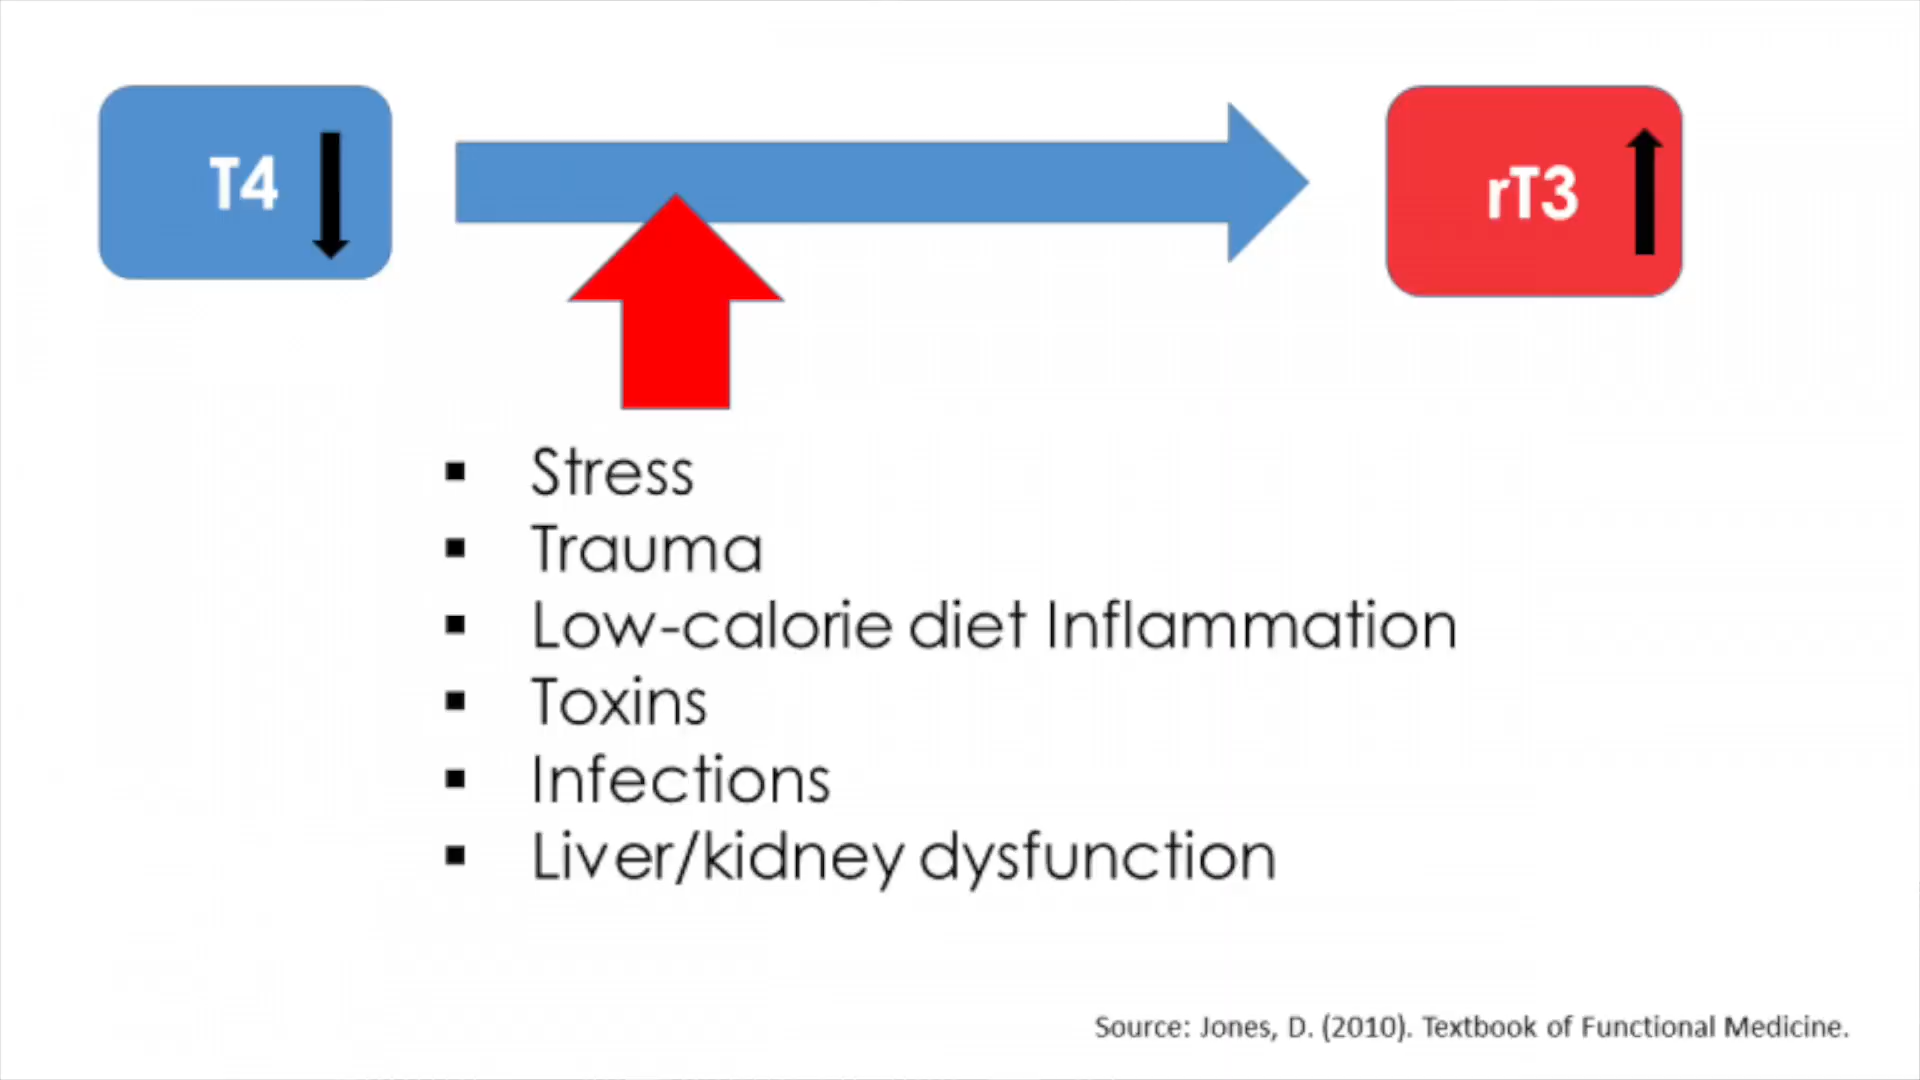 T4
rT3
Stress
Trauma
Low-calorie diet Inflammation
Toxins
Infections
Liver/kidney dysfunction
Source: Jones, D. (2010). Textbook of Functional Medicine.